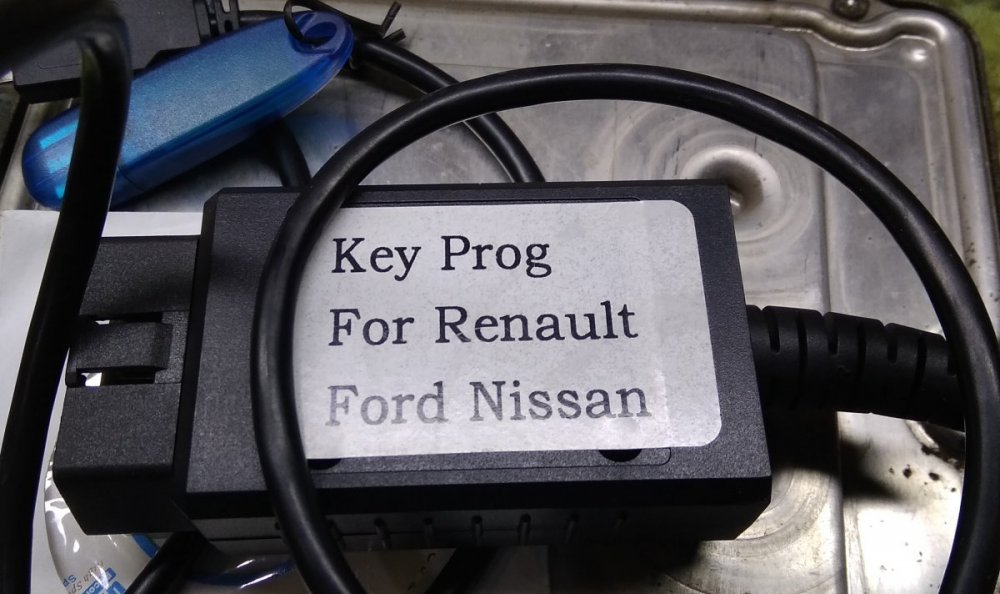 Key Prog
For Renault
Ford Nissan